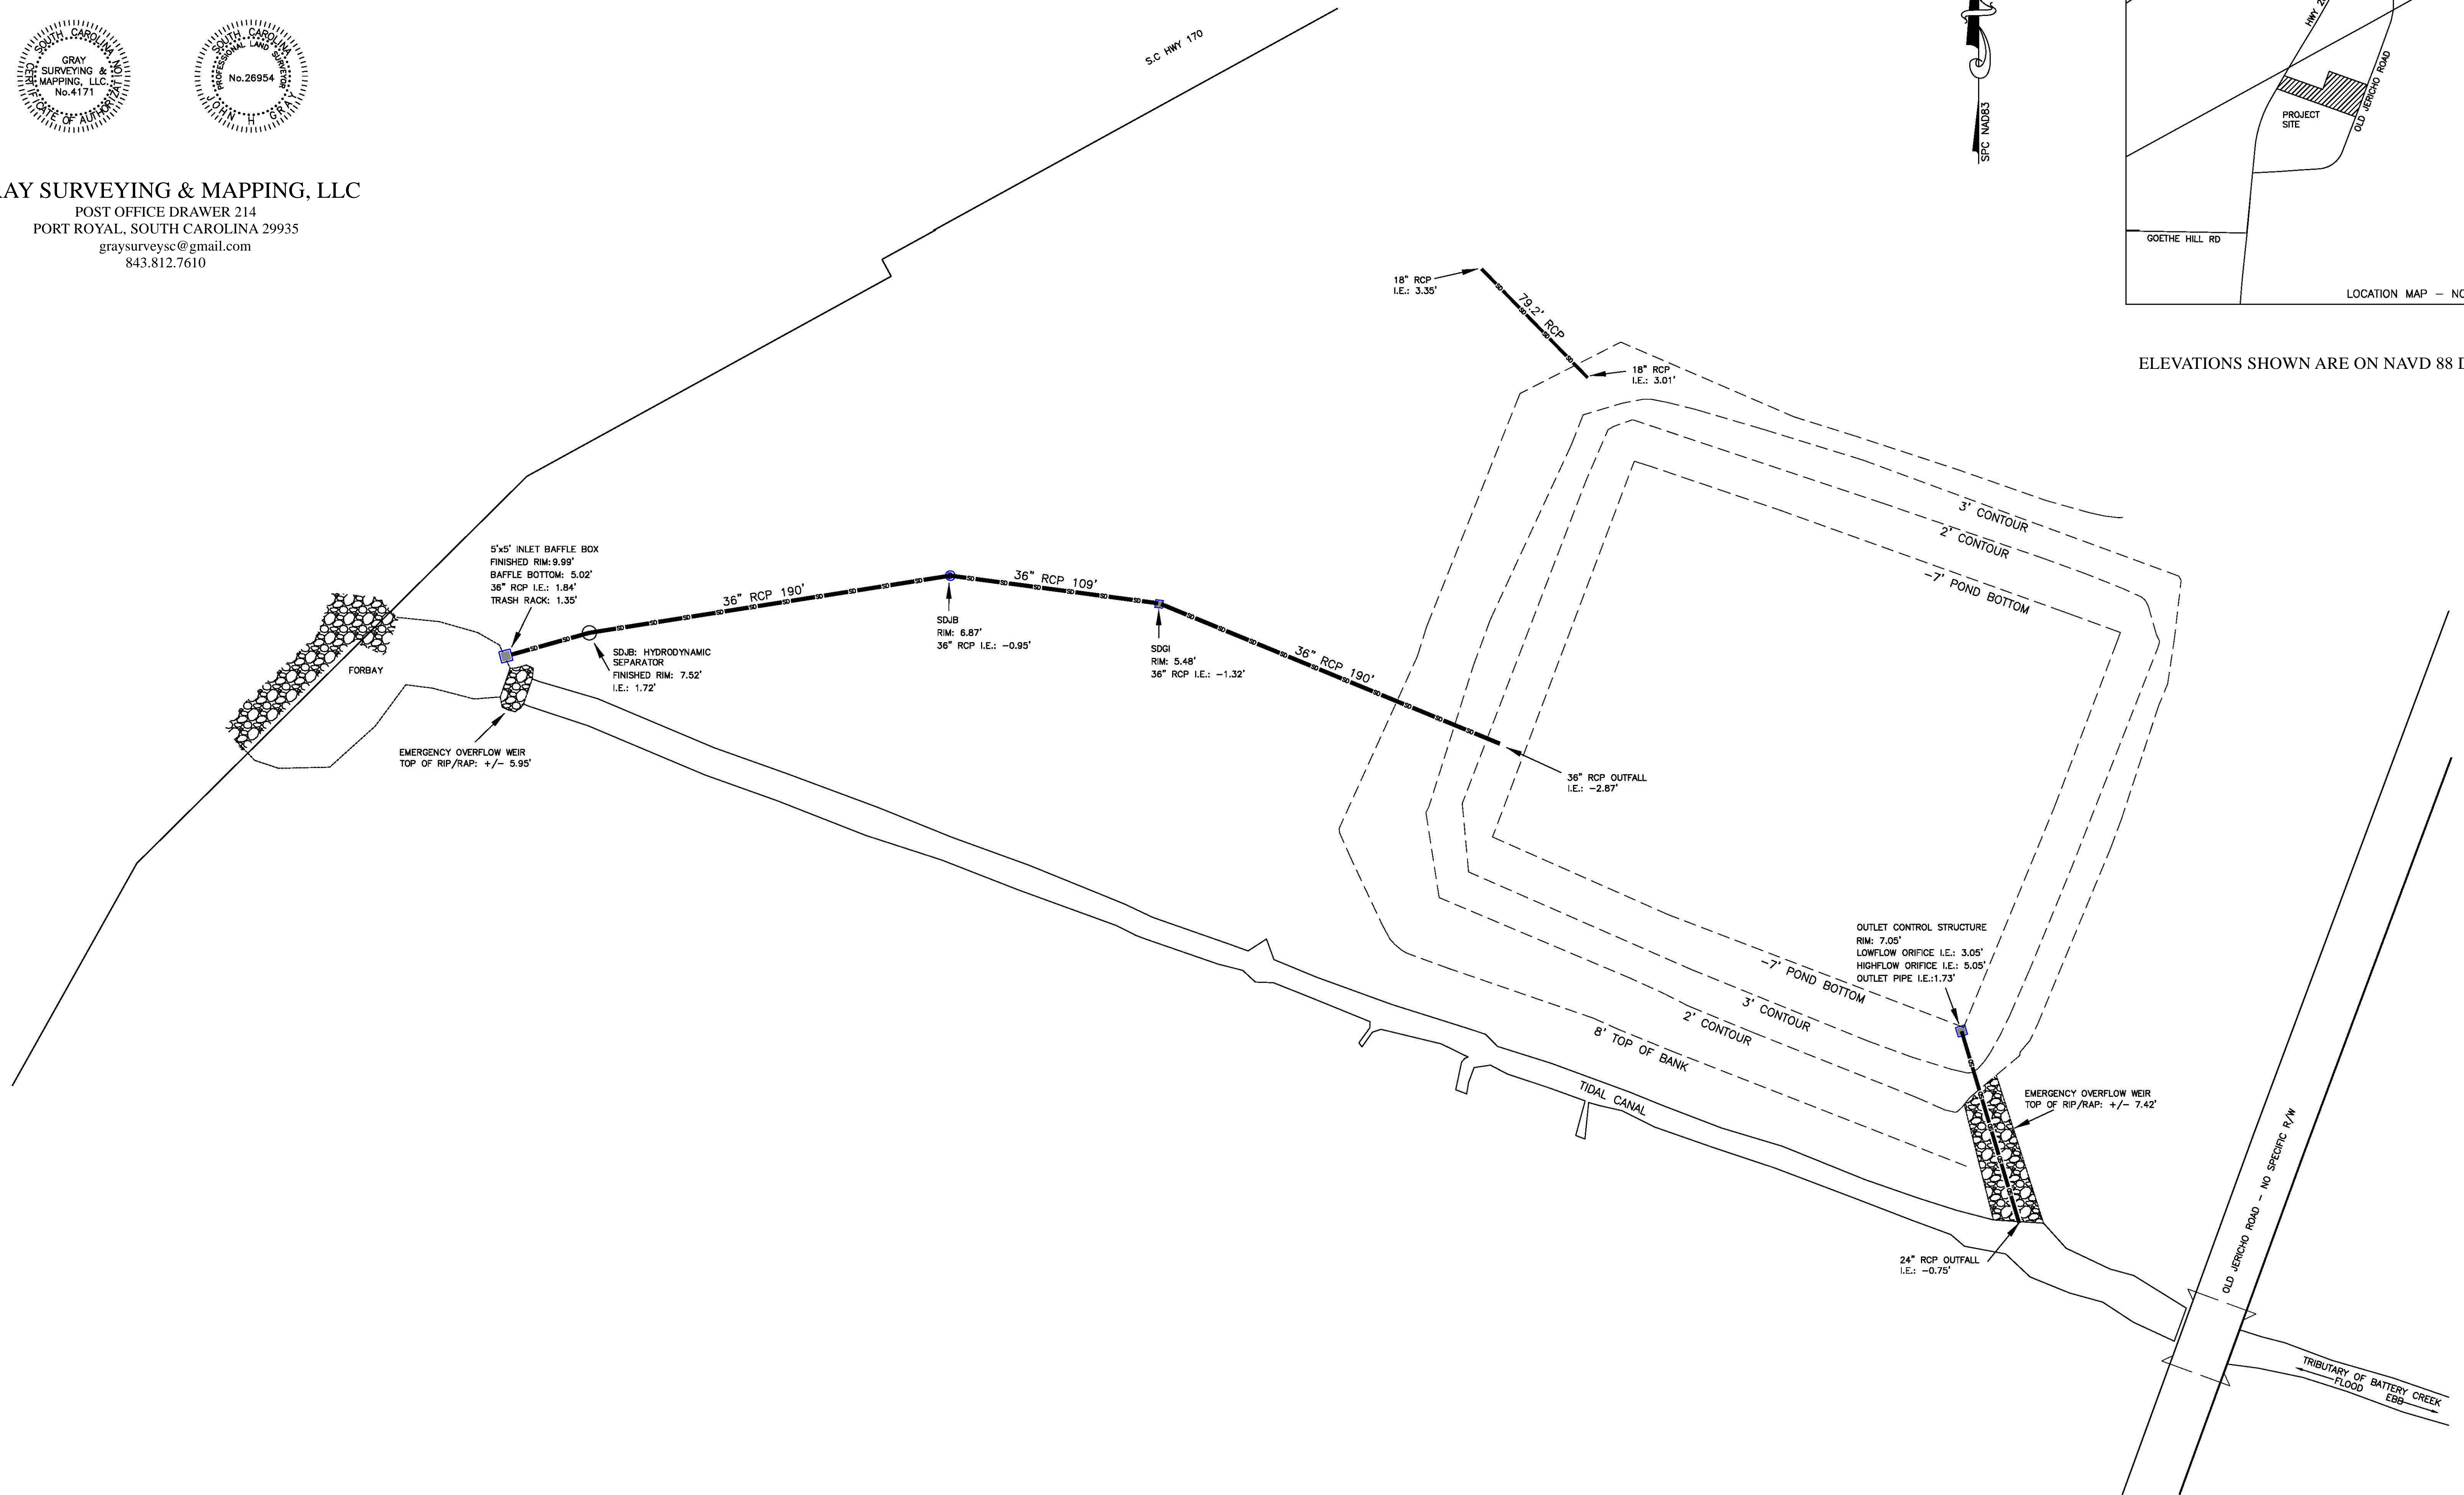 SOUTH CAROLINA
GRAY
SURVEYING &
MAPPING, LLC.
No.4171
CERTIFICATE OF AUTHORIZATION
SOUTH CAROLINA
PROFESSIONAL LAND SURVEYOR
No.26954
JOHN H GRAY
AY SURVEYING & MAPPING, LLC
POST OFFICE DRAWER 214
PORT ROYAL, SOUTH CAROLINA 29935
graysurveysc@gmail.com
843.812.7610
S.C HWY 170
SPC NAD83
OLD JERICHO ROAD
PROJECT
SITE
GOETHE HILL RD
LOCATION MAP –
ELEVATIONS SHOWN ARE ON NAVD 88
18" RCP
I.E.: 3.35'
79.2' RCP
18" RCP
I.E.: 3.01'
3' CONTOUR
2' CONTOUR
-7' POND BOTTOM
5'x5' INLET BAFFLE BOX
FINISHED RIM: 9.99'
BAFFLE BOTTOM: 5.02'
36" RCP I.E.: 1.84'
TRASH RACK: 1.35'
36" RCP 190'
36" RCP 109'
SDJB
RIM: 6.87'
36" RCP I.E.: -0.95'
SDJB: HYDRODYNAMIC
SEPARATOR
FINISHED RIM: 7.52'
I.E.: 1.72'
SDGI
RIM: 5.48'
36" RCP I.E.: -1.32'
36" RCP 190'
FORBAY
EMERGENCY OVERFLOW WEIR
TOP OF RIP/RAP: +/- 5.95'
36" RCP OUTFALL
I.E.: -2.87'
OUTLET CONTROL STRUCTURE
RIM: 7.05'
LOWFLOW ORIFICE I.E.: 3.05'
HIGHFLOW ORIFICE I.E.: 5.05'
OUTLET PIPE I.E.:1.73'
-7' POND BOTTOM
3' CONTOUR
2' CONTOUR
8' TOP OF BANK
TIDAL CANAL
EMERGENCY OVERFLOW WEIR
TOP OF RIP/RAP: +/- 7.42'
24" RCP OUTFALL
I.E.: -0.75'
OLD JERICHO ROAD - NO SPECIFIC R/W
TRIBUTARY OF BATTERY CREEK
FLOOD EBB